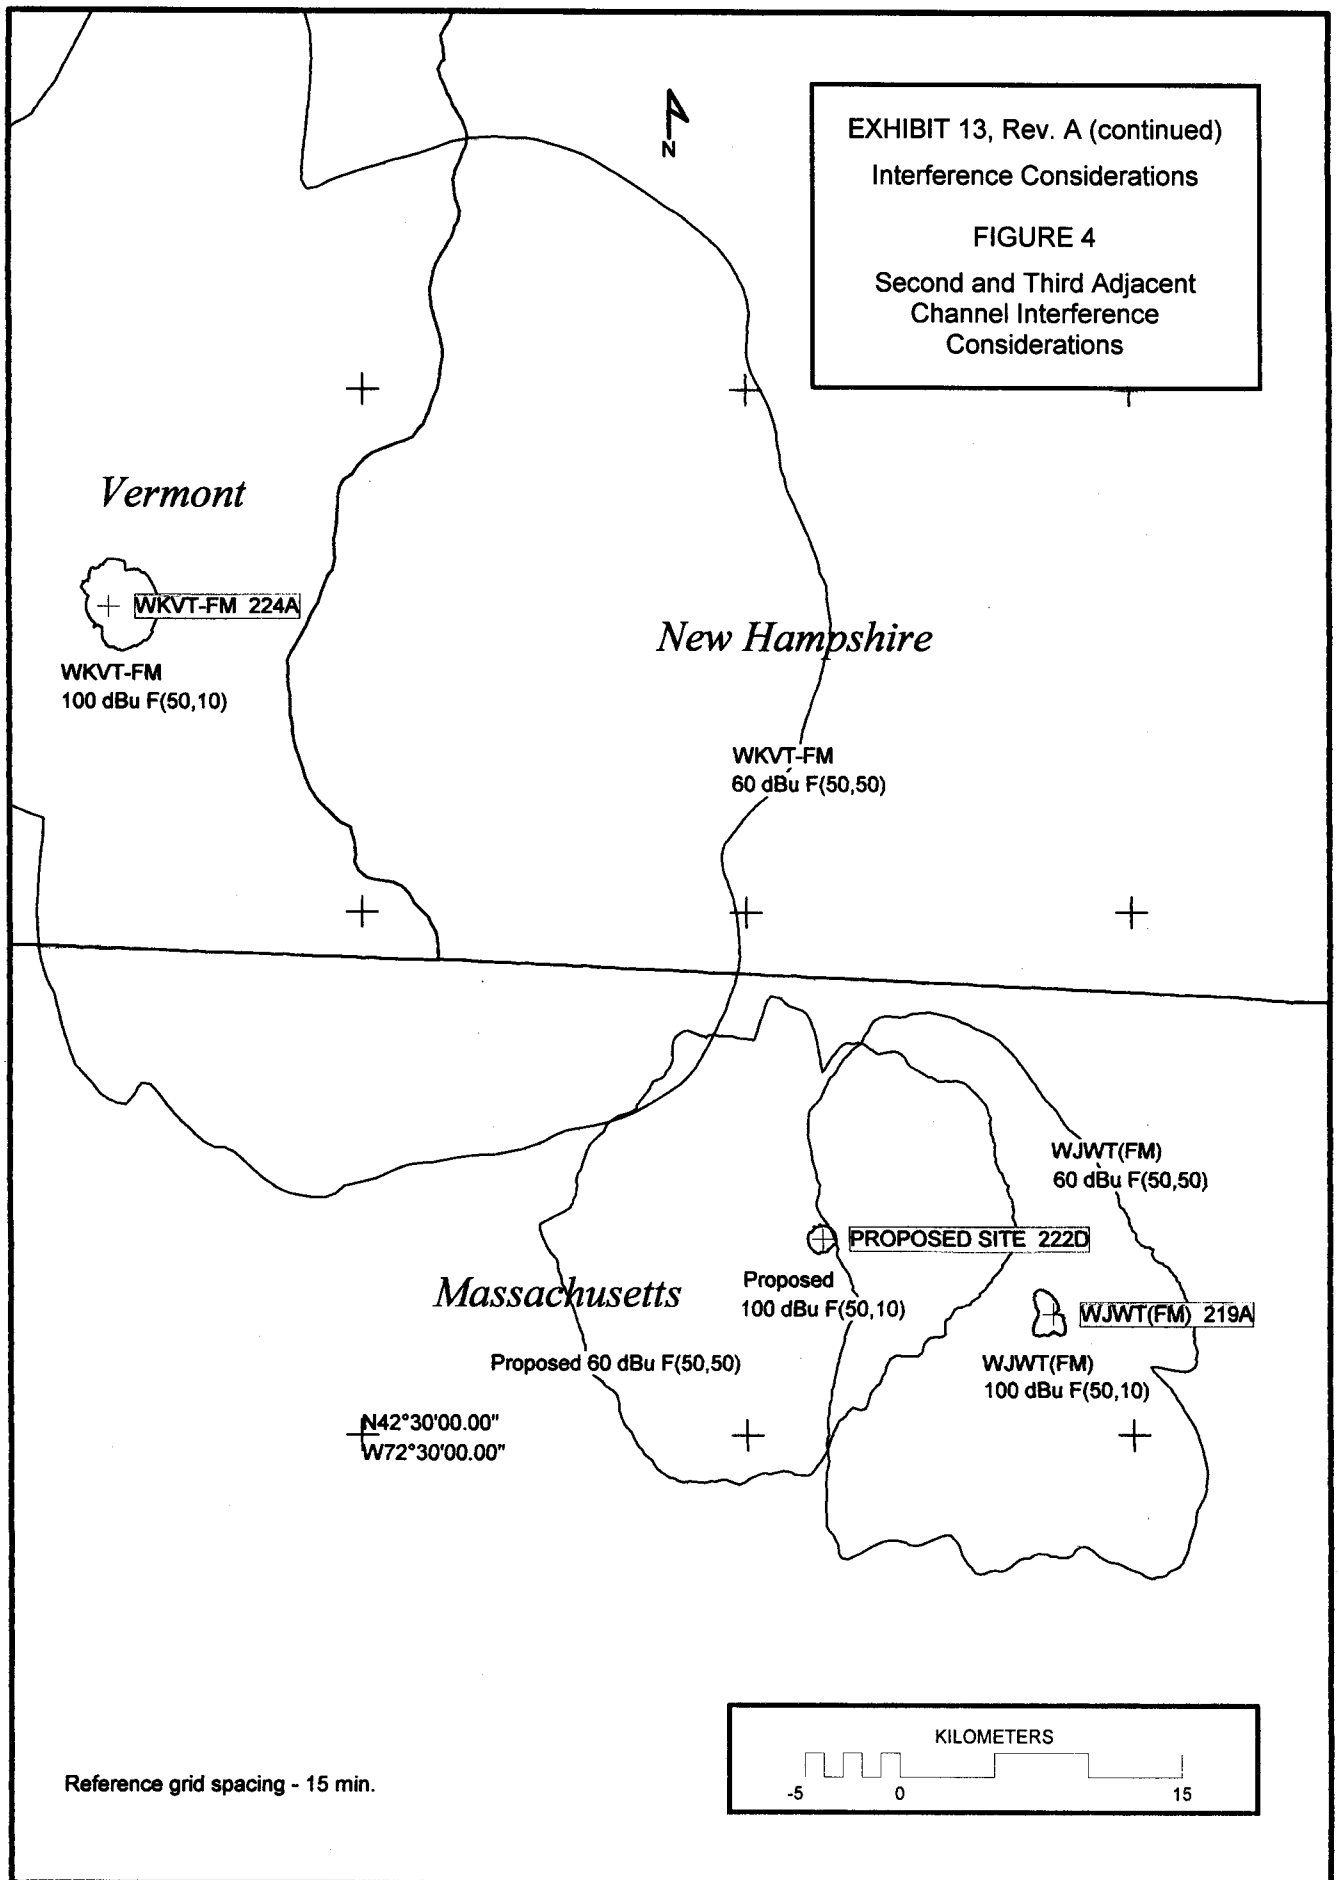 EXHIBIT 13, Rev. A (continued)
Interference Considerations
FIGURE 4
Second and Third Adjacent
Channel Interference
Considerations
N
Vermont
WKVT-FM 224A
WKVT-FM
100 dBu F(50,10)
New Hampshire
WKVT-FM
60 dBu F(50,50)
WJWT(FM)
60 dBu F(50,50)
PROPOSED SITE 222D
Proposed
100 dBu F(50,10)
Massachusetts
WJWT(FM) 219A
WJWT(FM)
100 dBu F(50,10)
Proposed 60 dBu F(50,50)
N42°30'00.00"
W72°30'00.00"
KILOMETERS
-5 0 15
Reference grid spacing - 15 min.